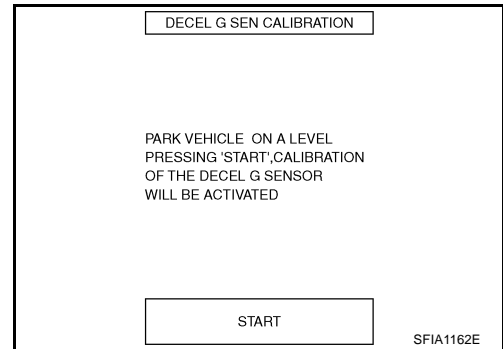 DECEL G SEN CALIBRATION
PARK VEHICLE ON A LEVEL
PRESSING 'START',CALIBRATION
OF THE DECEL G SENSOR
WILL BE ACTIVATED
START
SFIA1162E